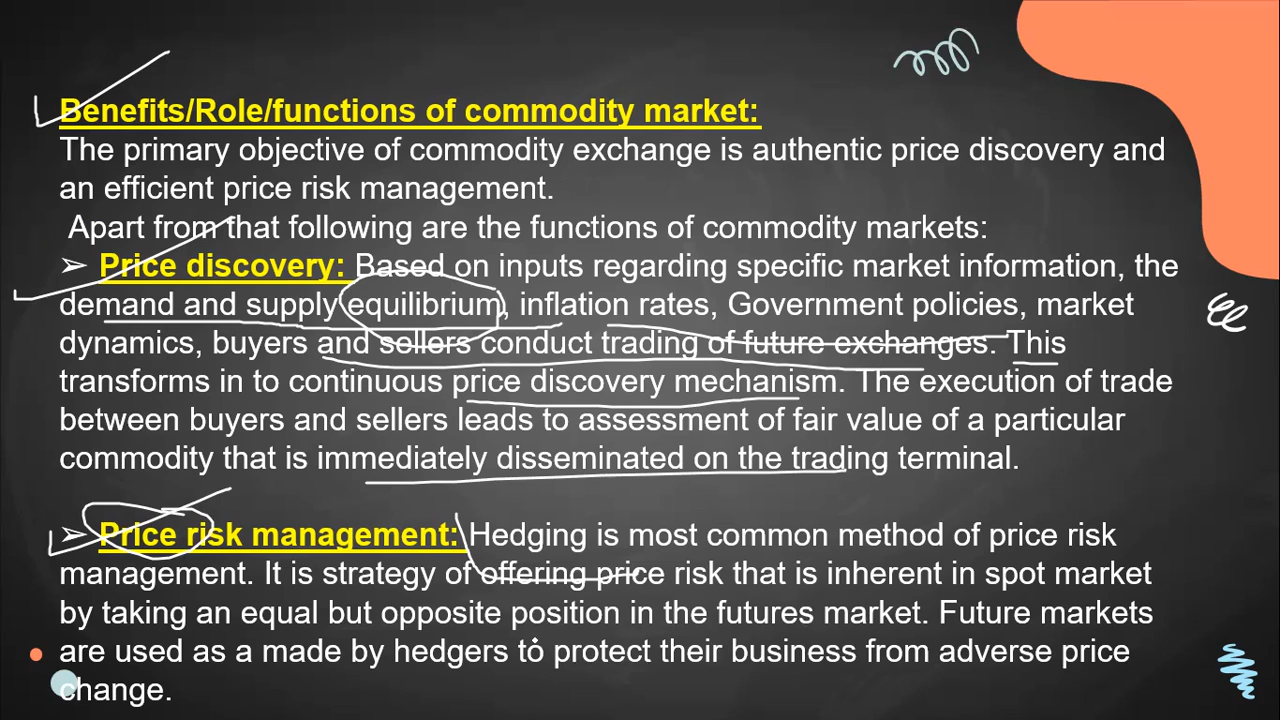 Benefits/Role/functions of commodity market:
The primary objective of commodity exchange is authentic price discovery and
an efficient price risk management.
Apart from that following are the functions of commodity markets:
➢ Price discovery: Based on inputs regarding specific market information, the
demand and supply equilibrium, inflation rates, Government policies, market
dynamics, buyers and sellers conduct trading of future exchanges. This
transforms in to continuous price discovery mechanism. The execution of trade
between buyers and sellers leads to assessment of fair value of a particular
commodity that is immediately disseminated on the trading terminal.
➢ Price risk management: Hedging is most common method of price risk
management. It is strategy of offering price risk that is inherent in spot market
by taking an equal but opposite position in the futures market. Future markets
are used as a made by hedgers to protect their business from adverse price
change.